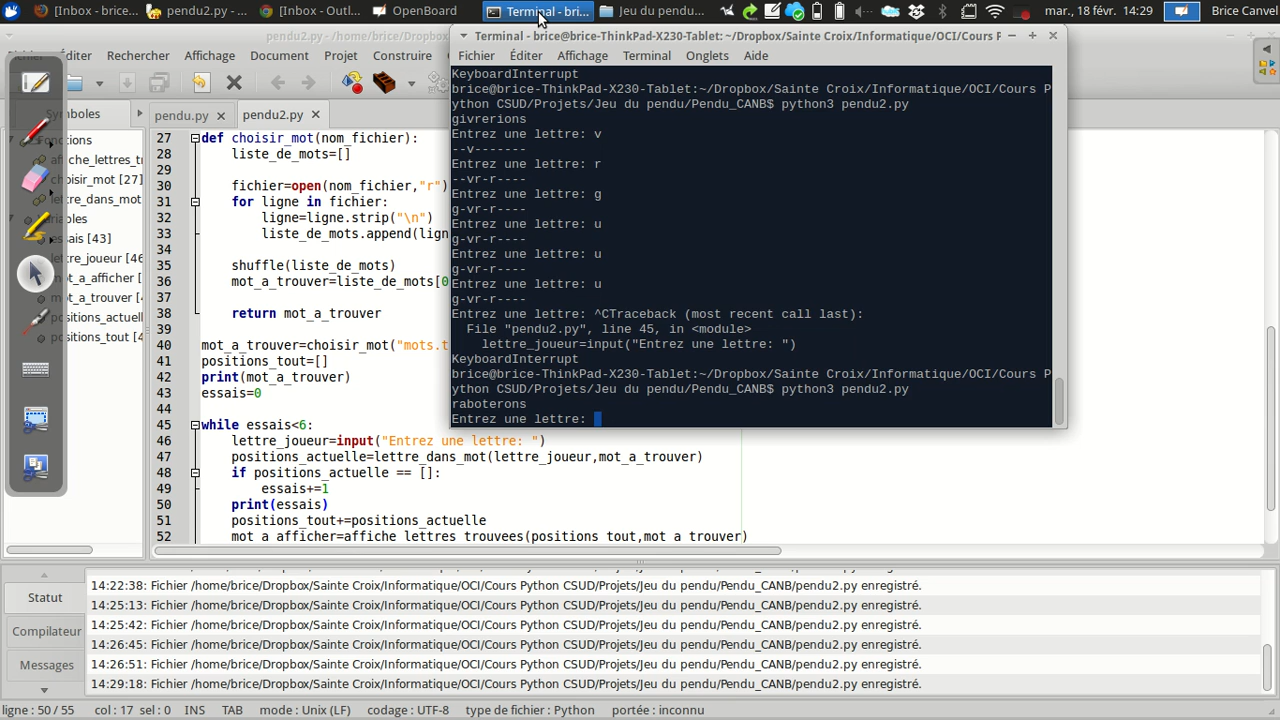 [Inbox - brice...
pendu2.py - ...
[Inbox - Outl...
OpenBoard
Terminal - bri...
Jeu du pendu...
mar., 18 févr. 14:29
Brice Canvel
Terminal - brice@brice-ThinkPad-X230-Tablet: ~/Dropbox/Sainte Croix/Informatique/OCI/Cours P
Fichier Éditer Affichage Terminal Onglets Aide
KeyboardInterrupt
brice@brice-ThinkPad-X230-Tablet:~/Dropbox/Sainte Croix/Informatique/OCI/Cours P
ython CSUD/Projets/Jeu du pendu/Pendu_CANB$ python3 pendu2.py
givrerions
Entrez une lettre: v
--v-------
Entrez une lettre: r
--vr-r----
Entrez une lettre: g
g-vr-r----
Entrez une lettre: u
g-vr-r----
Entrez une lettre: u
g-vr-r----
Entrez une lettre: u
g-vr-r----
Entrez une lettre: ^CTraceback (most recent call last):
File "pendu2.py", line 45, in <module>
lettre_joueur=input("Entrez une lettre: ")
KeyboardInterrupt
brice@brice-ThinkPad-X230-Tablet:~/Dropbox/Sainte Croix/Informatique/OCI/Cours P
ython CSUD/Projets/Jeu du pendu/Pendu_CANB$ python3 pendu2.py
raboterons
Entrez une lettre:
pendu2.py - /home/brice/Dropbox/
Rechercher Affichage Document Projet Construire
Symboles
Fonctions
affiche_lettres_tr
choisir_mot [27]
lettre_dans_mot
essais [43]
lettre_joueur [46
mot_a_afficher [
mot_a_trouver [4
positions_actuell
positions_tout [4
pendu.py
pendu2.py
27 def choisir_mot(nom_fichier):
28 liste_de_mots=[]
29
30 fichier=open(nom_fichier,"r")
31 for ligne in fichier:
32 ligne=ligne.strip("\n")
33 liste_de_mots.append(lign
34
35 shuffle(liste_de_mots)
36 mot_a_trouver=liste_de_mots[0
37
38 return mot_a_trouver
39
40 mot_a_trouver=choisir_mot("mots.t
41 positions_tout=[]
42 print(mot_a_trouver)
43 essais=0
44
45 while essais<6:
46 lettre_joueur=input("Entrez une lettre: ")
47 positions_actuelle=lettre_dans_mot(lettre_joueur,mot_a_trouver)
48 if positions_actuelle == []:
49 essais+=1
50 print(essais)
51 positions_tout+=positions_actuelle
52 mot_a_afficher=affiche_lettres_trouvees(positions_tout,mot_a_trouver)
Statut
Compilateur
Messages
14:22:38: Fichier /home/brice/Dropbox/Sainte Croix/Informatique/OCI/Cours Python CSUD/Projets/Jeu du pendu/Pendu_CANB/pendu2.py enregistré.
14:25:13: Fichier /home/brice/Dropbox/Sainte Croix/Informatique/OCI/Cours Python CSUD/Projets/Jeu du pendu/Pendu_CANB/pendu2.py enregistré.
14:25:42: Fichier /home/brice/Dropbox/Sainte Croix/Informatique/OCI/Cours Python CSUD/Projets/Jeu du pendu/Pendu_CANB/pendu2.py enregistré.
14:26:45: Fichier /home/brice/Dropbox/Sainte Croix/Informatique/OCI/Cours Python CSUD/Projets/Jeu du pendu/Pendu_CANB/pendu2.py enregistré.
14:26:51: Fichier /home/brice/Dropbox/Sainte Croix/Informatique/OCI/Cours Python CSUD/Projets/Jeu du pendu/Pendu_CANB/pendu2.py enregistré.
14:29:18: Fichier /home/brice/Dropbox/Sainte Croix/Informatique/OCI/Cours Python CSUD/Projets/Jeu du pendu/Pendu_CANB/pendu2.py enregistré.
ligne : 50 / 55 col : 17 sel : 0 INS TAB mode : Unix (LF) codage : UTF-8 type de fichier : Python portée : inconnu